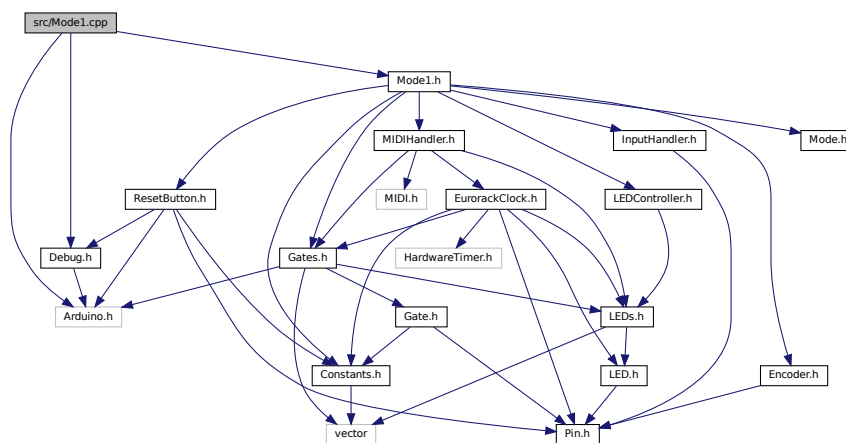 src/Mode1.cpp
Mode1.h
MIDIHandler.h
InputHandler.h
Mode.h
ResetButton.h
MIDI.h
EurorackClock.h
LEDController.h
Debug.h
Gates.h
HardwareTimer.h
Arduino.h
Gate.h
LEDs.h
Constants.h
LED.h
Encoder.h
vector
Pin.h